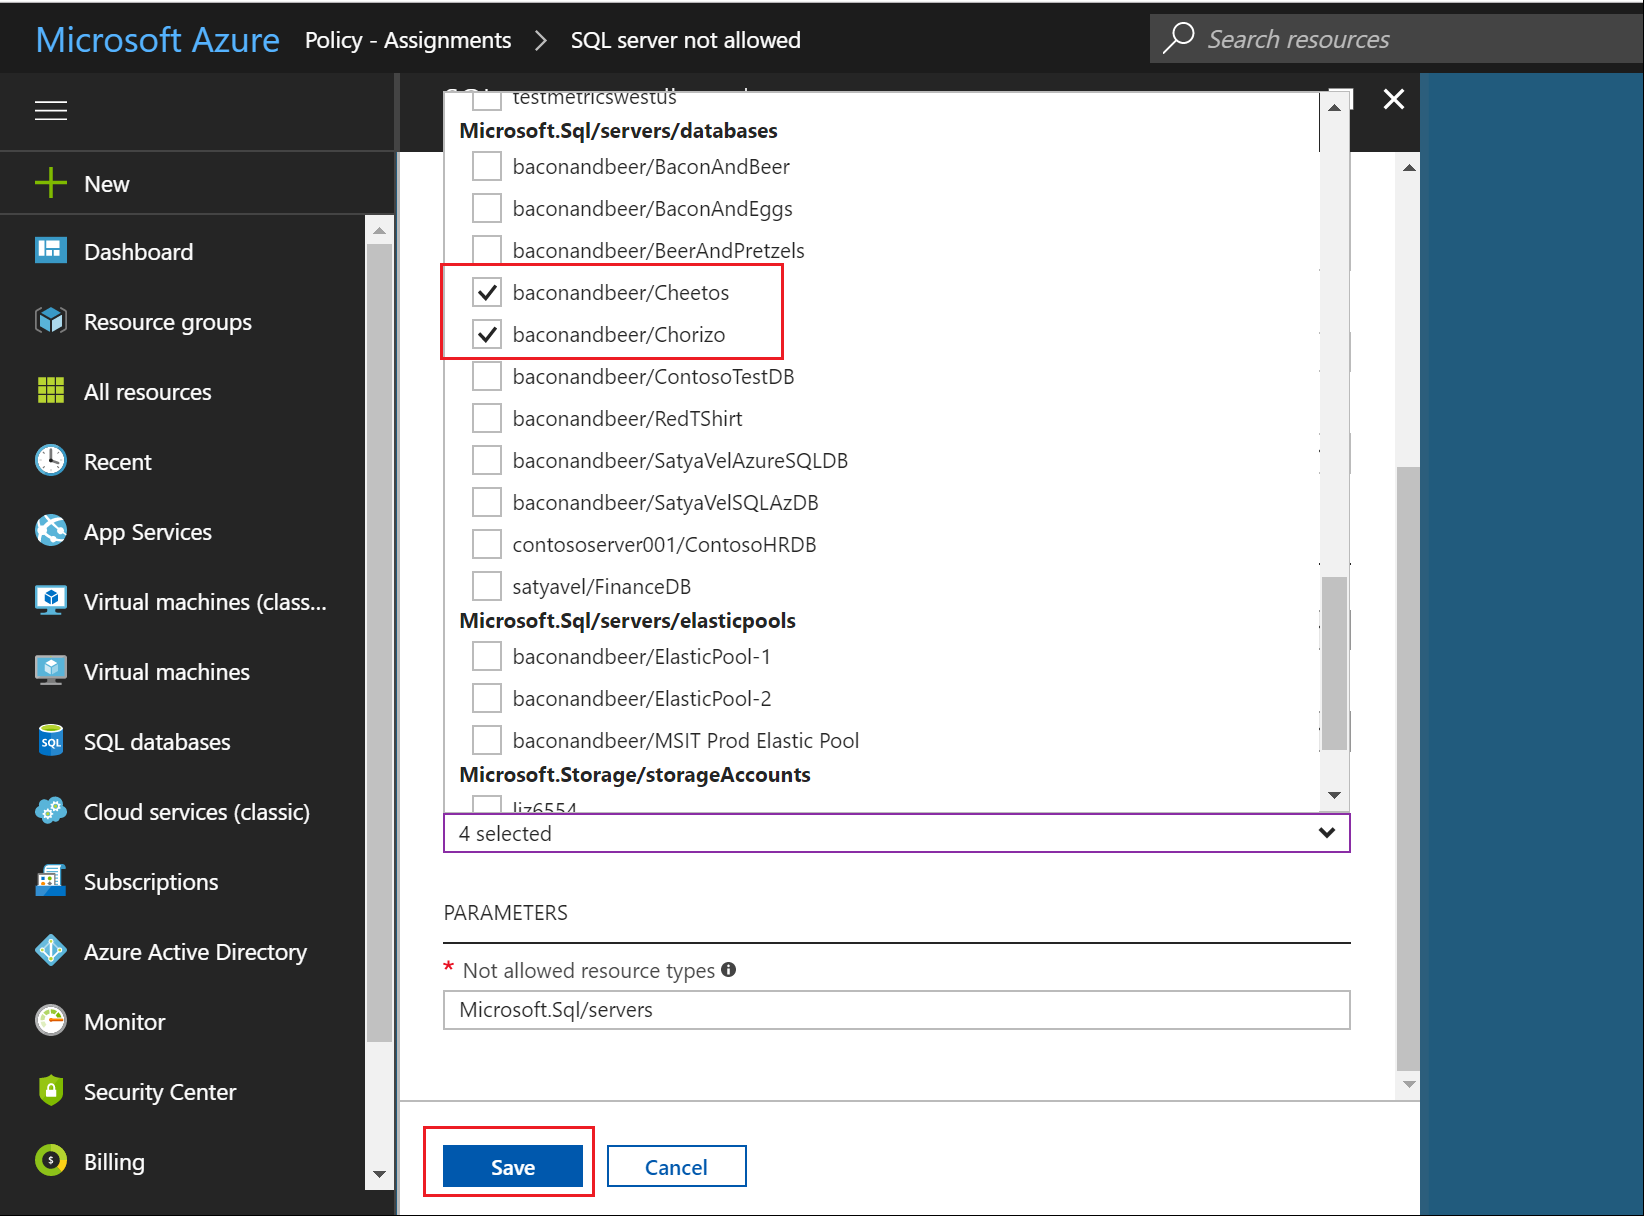 Microsoft Azure Policy - Assignments > SQL server not allowed
Search resources
New
Dashboard
Resource groups
All resources
Recent
App Services
Virtual machines (class...
Virtual machines
SQL databases
Cloud services (classic)
Subscriptions
Azure Active Directory
Monitor
Security Center
Billing
testmetricswestus
Microsoft.Sql/servers/databases
baconandbeer/BaconAndBeer
baconandbeer/BaconAndEggs
baconandbeer/BeerAndPretzels
baconandbeer/Cheetos
baconandbeer/Chorizo
baconandbeer/ContosoTestDB
baconandbeer/RedTShirt
baconandbeer/SatyaVelAzureSQLDB
baconandbeer/SatyaVelSQLAzDB
contososerver001/ContosoHRDB
satyavel/FinanceDB
Microsoft.Sql/servers/elasticpools
baconandbeer/ElasticPool-1
baconandbeer/ElasticPool-2
baconandbeer/MSIT Prod Elastic Pool
Microsoft.Storage/storageAccounts
liz6554
4 selected
PARAMETERS
* Not allowed resource types
Microsoft.Sql/servers
Save
Cancel